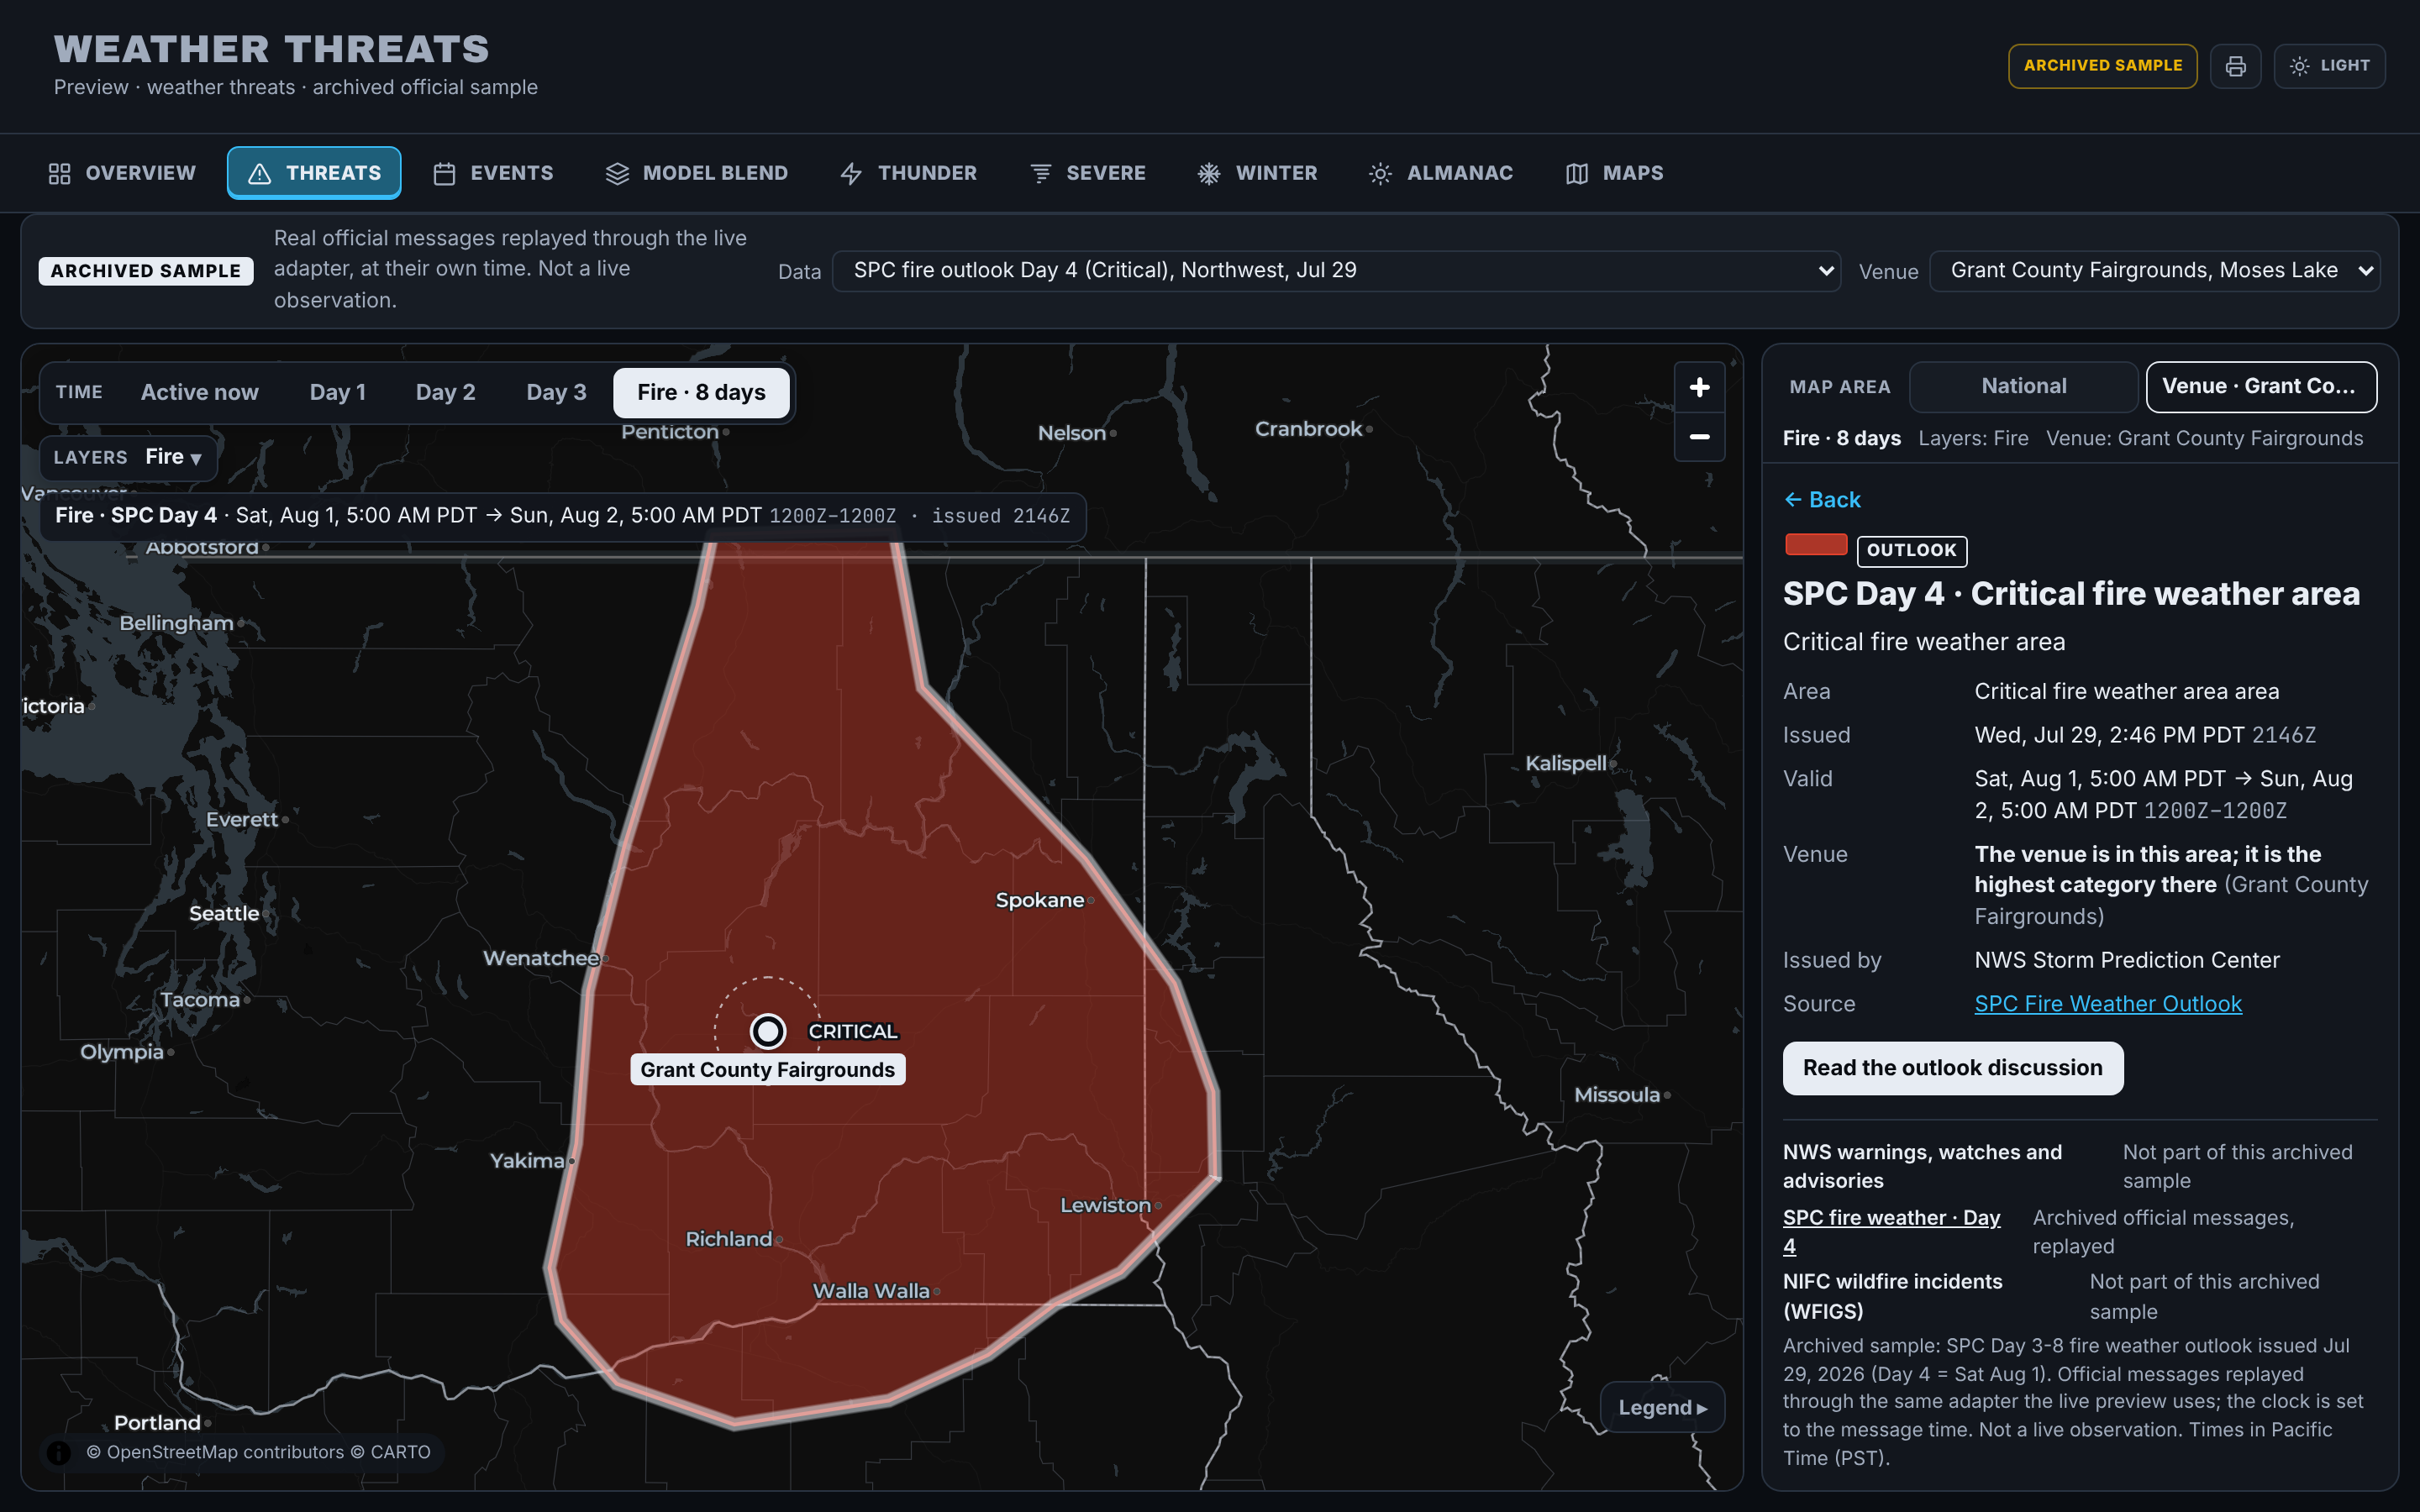 WEATHER THREATS
Preview · weather threats · archived official sample
ARCHIVED SAMPLE
LIGHT
OVERVIEW
THREATS
EVENTS
MODEL BLEND
THUNDER
SEVERE
WINTER
ALMANAC
MAPS
ARCHIVED SAMPLE
Real official messages replayed through the live
adapter, at their own time. Not a live
observation.
Data
SPC fire outlook Day 4 (Critical), Northwest, Jul 29
Venue
Grant County Fairgrounds, Moses Lake
TIME
Active now
Day 1
Day 2
Day 3
Fire · 8 days
LAYERS Fire ▾
Fire · SPC Day 4 · Sat, Aug 1, 5:00 AM PDT → Sun, Aug 2, 5:00 AM PDT 1200Z–1200Z · issued 2146Z
+
−
Penticton
Nelson
Cranbrook
Vancouver
Abbotsford
Bellingham
ictoria
Kalispell
Everett
Spokane
Seattle
Wenatchee
Tacoma
CRITICAL
Olympia
Grant County Fairgrounds
Missoula
Yakima
Lewiston
Richland
Walla Walla
Portland
Legend ▸
© OpenStreetMap contributors © CARTO
MAP AREA
National
Venue · Grant Co...
Fire · 8 days Layers: Fire Venue: Grant County Fairgrounds
← Back
OUTLOOK
SPC Day 4 · Critical fire weather area
Critical fire weather area
Area Critical fire weather area area
Issued Wed, Jul 29, 2:46 PM PDT 2146Z
Valid Sat, Aug 1, 5:00 AM PDT → Sun, Aug
2, 5:00 AM PDT 1200Z–1200Z
Venue The venue is in this area; it is the
highest category there (Grant County
Fairgrounds)
Issued by NWS Storm Prediction Center
Source SPC Fire Weather Outlook
Read the outlook discussion
NWS warnings, watches and Not part of this archived
advisories sample
SPC fire weather · Day Archived official messages,
4 replayed
NIFC wildfire incidents Not part of this archived
(WFIGS) sample
Archived sample: SPC Day 3-8 fire weather outlook issued Jul
29, 2026 (Day 4 = Sat Aug 1). Official messages replayed
through the same adapter the live preview uses; the clock is set
to the message time. Not a live observation. Times in Pacific
Time (PST).